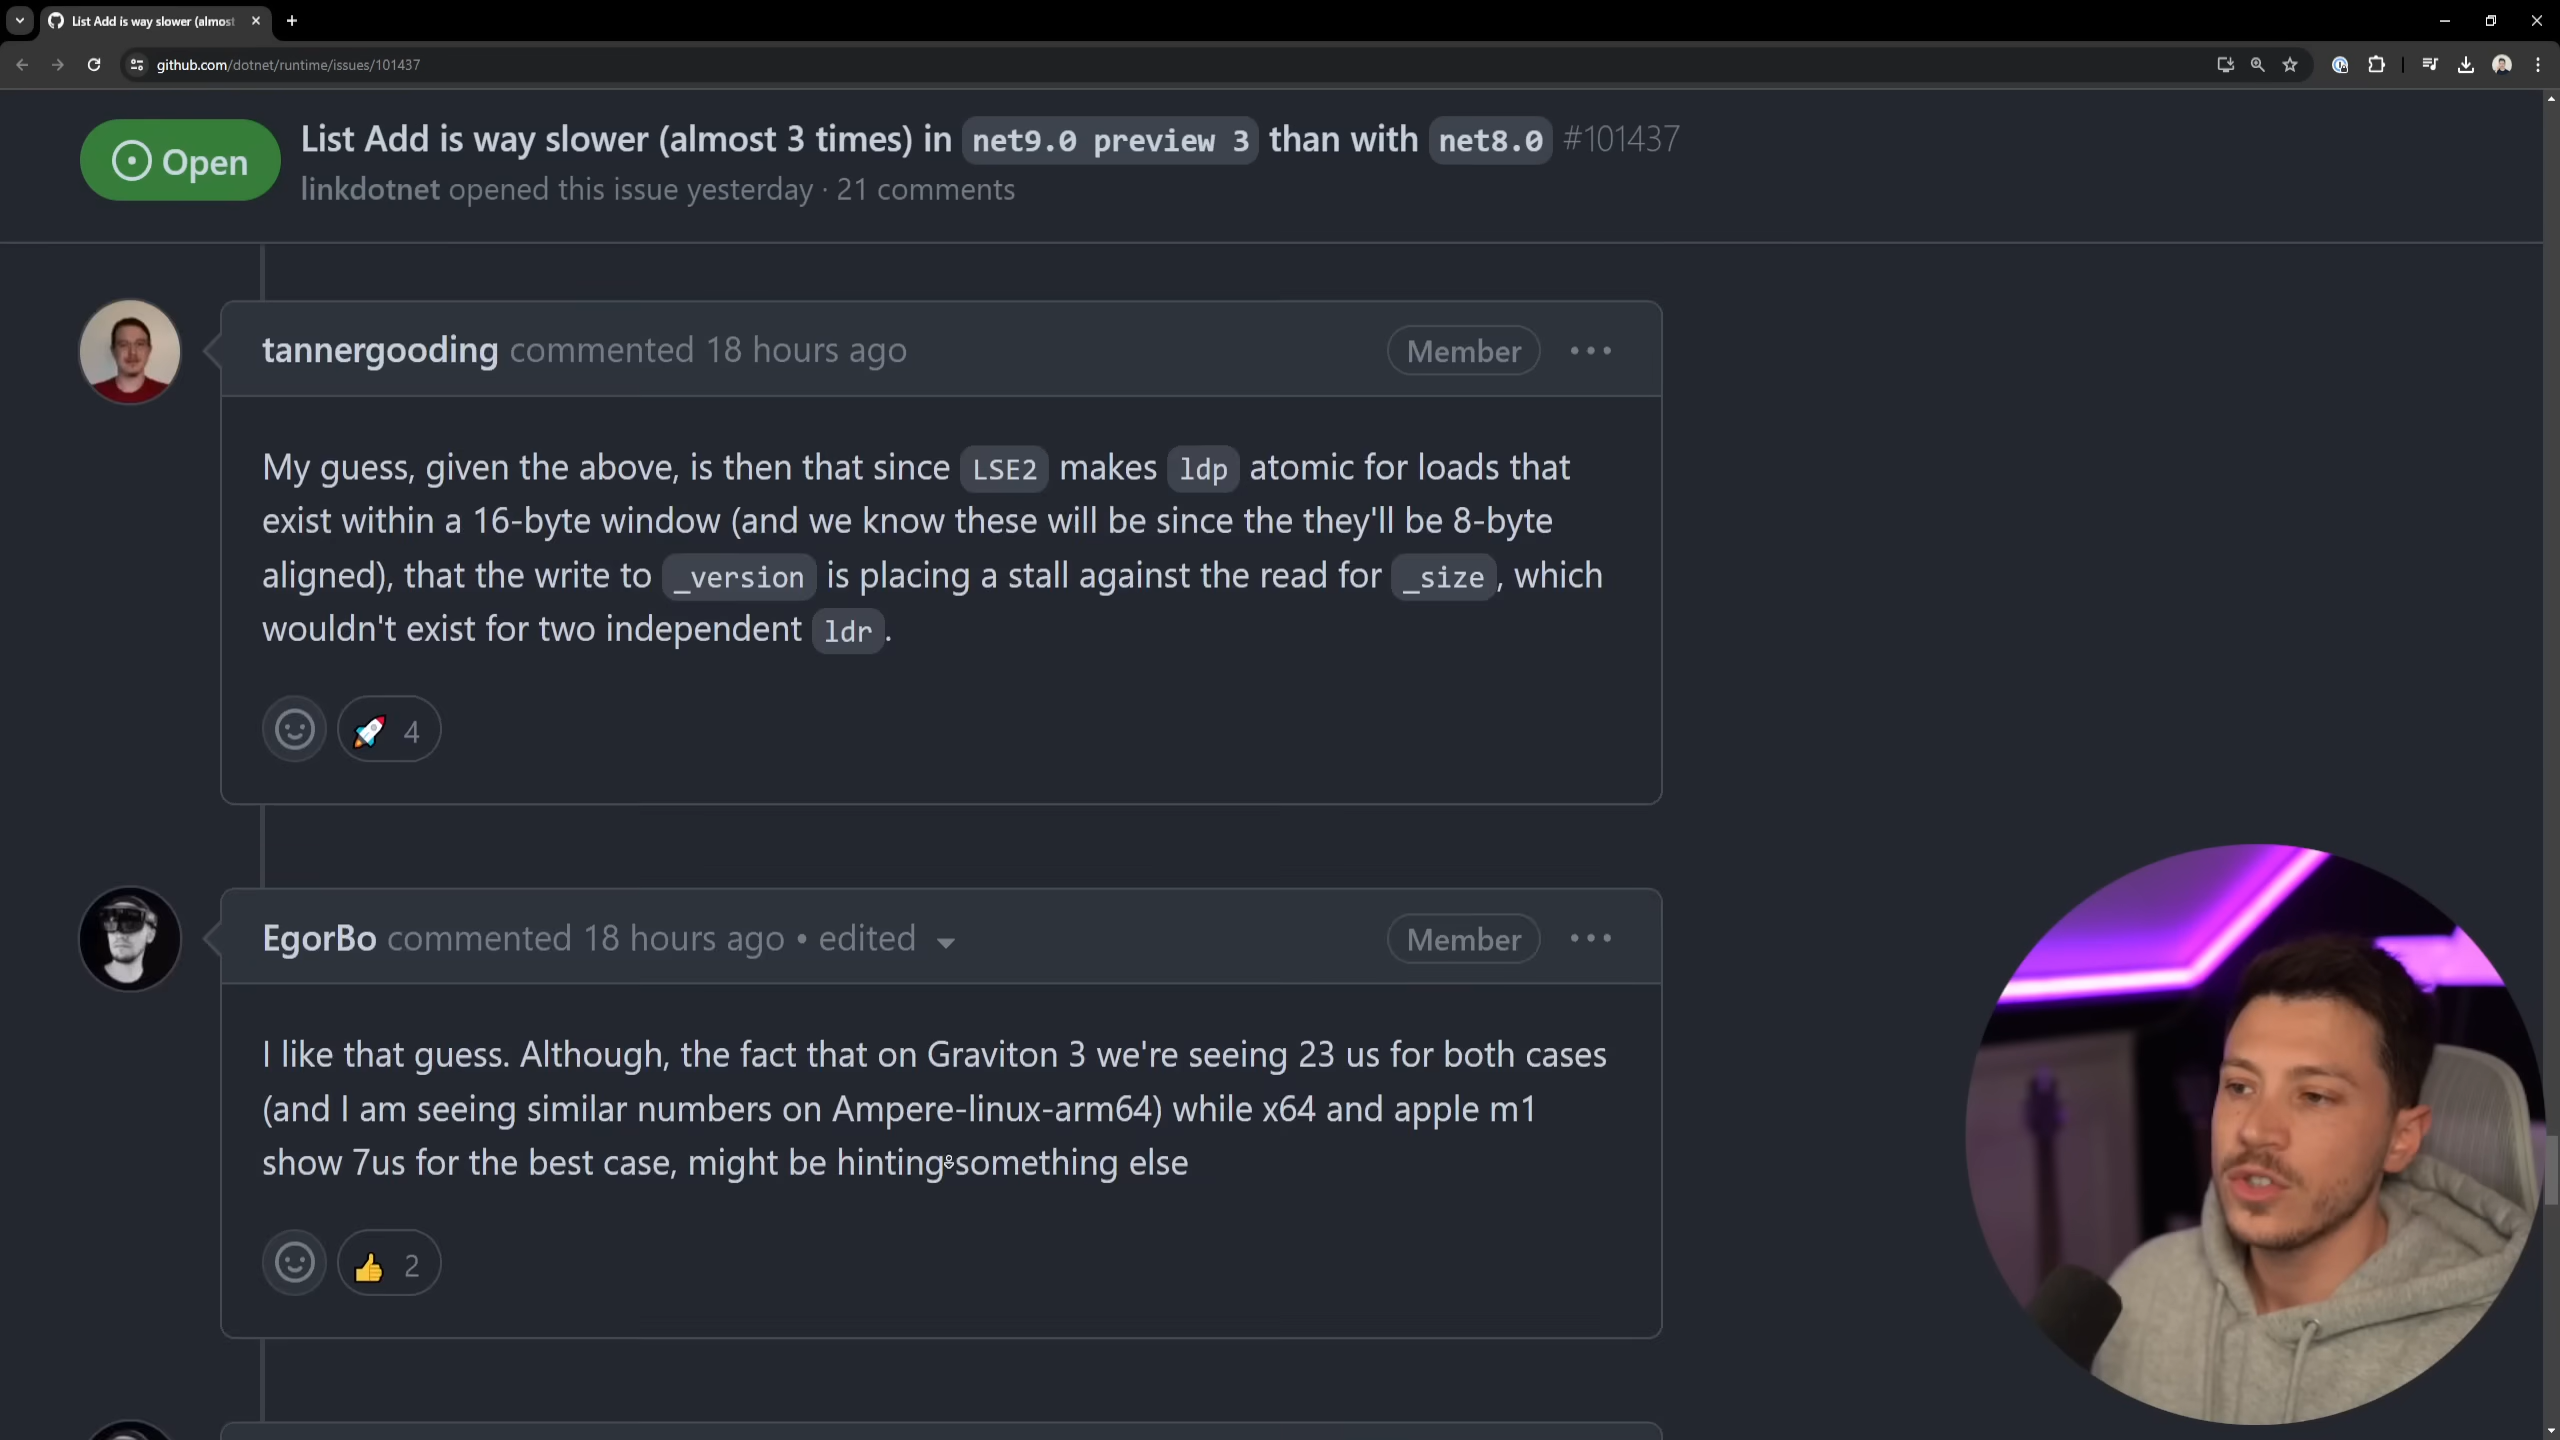 List Add is way slower (almost
github.com/dotnet/runtime/issues/101437
Open
List Add is way slower (almost 3 times) in net9.0 preview 3 than with net8.0 #101437
linkdotnet opened this issue yesterday · 21 comments
tannergooding commented 18 hours ago
Member
My guess, given the above, is then that since LSE2 makes ldp atomic for loads that
exist within a 16-byte window (and we know these will be since the they'll be 8-byte
aligned), that the write to _version is placing a stall against the read for _size, which
wouldn't exist for two independent ldr.
4
EgorBo commented 18 hours ago • edited
Member
I like that guess. Although, the fact that on Graviton 3 we're seeing 23 us for both cases
(and I am seeing similar numbers on Ampere-linux-arm64) while x64 and apple m1
show 7us for the best case, might be hinting something else
2